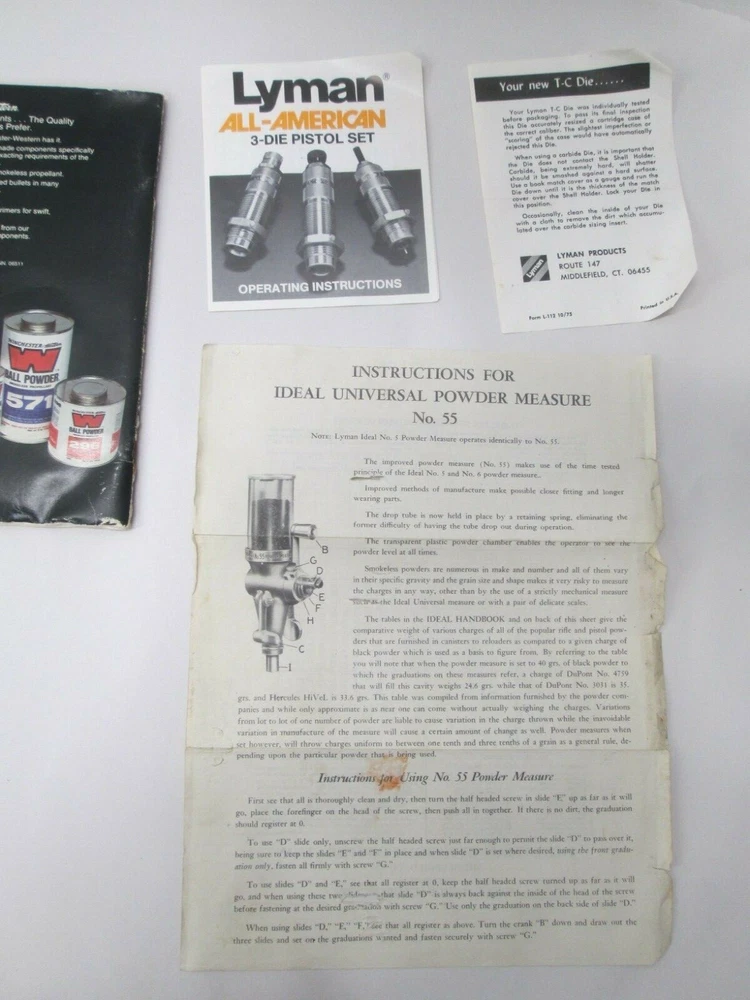 nts ... The Quality
s Prefer.
der-Western has it
made components specifically
xacting requirements of the
mokeless propellant.
ed bullets in many
rimers for swift,
from our
ponents.
WINCHESTER-Western
W
BALL POWDER
571
W
BALL POWDER
296
Lyman®
ALL-AMERICAN
3-DIE PISTOL SET
OPERATING INSTRUCTIONS
Your new T-C Die......
Your Lyman T-C Die was individually tested
before packaging. To pass its final inspection
this Die accurately resized a cartridge case of
the correct caliber. The slightest imperfection or
"scoring" of the case would have automatically
rejected this Die.
When using a carbide Die, it is important that
the Die does not contact the Shell Holder.
Carbide, being extremely hard, will shatter
should it be smashed against a hard surface.
Use a book match cover as a gauge and run the
Die down until it is the thickness of the match
cover over the Shell Holder. Lock your Die in
this position.
Occasionally, clean the inside of your Die
with a cloth to remove the dirt which accumu-
lated over the carbide sizing insert.
Lyman
LYMAN PRODUCTS
ROUTE 147
MIDDLEFIELD, CT. 06455
Form L-112 10/72
Printed in U.S.A.
INSTRUCTIONS FOR
IDEAL UNIVERSAL POWDER MEASURE
No. 55
NOTE: Lyman Ideal No. 5 Powder Measure operates identically to No. 55.
The improved powder measure (No. 55) makes use of the time tested
principle of the Ideal No. 5 and No. 6 powder measure.
Improved methods of manufacture make possible closer fitting and longer
wearing parts.
The drop tube is now held in place by a retaining spring, eliminating the
former difficulty of having the tube drop out during operation.
The transparent plastic powder chamber enables the operator to see the
powder level at all times.
Smokeless powders are numerous in make and number and all of them vary
in their specific gravity and the grain size and shape makes it very risky to measure
the charges in any way, other than by the use of a strictly mechanical measure
such as the Ideal Universal measure or with a pair of delicate scales.
The tables in the IDEAL HANDBOOK and on back of this sheet give the
comparative weight of various charges of all of the popular rifle and pistol pow-
ders that are furnished in canisters to reloaders as compared to a given charge of
black powder which is used as a basis to figure from. By referring to the table
you will note that when the powder measure is set to 40 grs. of black powder to
which the graduations on these measures refer, a charge of DuPont No. 4759
that will fill this cavity weighs 24.8 grs. while that of DuPont No. 3031 is 35.
grs. and Hercules HiVeL is 33.6 grs. This table was compiled from information furnished by the powder com-
panies and while only approximate is as near one can come without actually weighing the charges. Variations
from lot to lot of one number of powder are liable to cause variation in the charge thrown while the unavoidable
variation in manufacture of the measure will cause a certain amount of change as well. Powder measures when
set however, will throw charges uniform to between one tenth and three tenths of a grain as a general rule, de-
pending upon the particular powder that is being used.
B
G
D
E
F
H
C
I
Instructions for Using No. 55 Powder Measure
First see that all is thoroughly clean and dry, then turn the half headed screw in slide "E" up as far as it will
go, place the forefinger on the head of the screw, then push all in together. If there is no dirt, the graduation
should register at 0.
To use "D" slide only, unscrew the half headed screw just far enough to permit the slide "D" to pass over it,
being sure to keep the slides "E" and "F" in place and when slide "D" is set where desired, using the front gradu-
ation only, fasten all firmly with screw "G."
To use slides "D" and "E," see that all register at 0, keep the half headed screw turned up as far as it will
go, and when using these two slides that slide "D" is always back against the inside of the head of the screw
before fastening at the desired graduations with screw "G." Use only the graduation on the back side of slide "D."
When using slides "D," "E," "F," see that all register as above. Turn the crank "B" down and draw out the
three slides and set on the graduations wanted and fasten securely with screw "G."